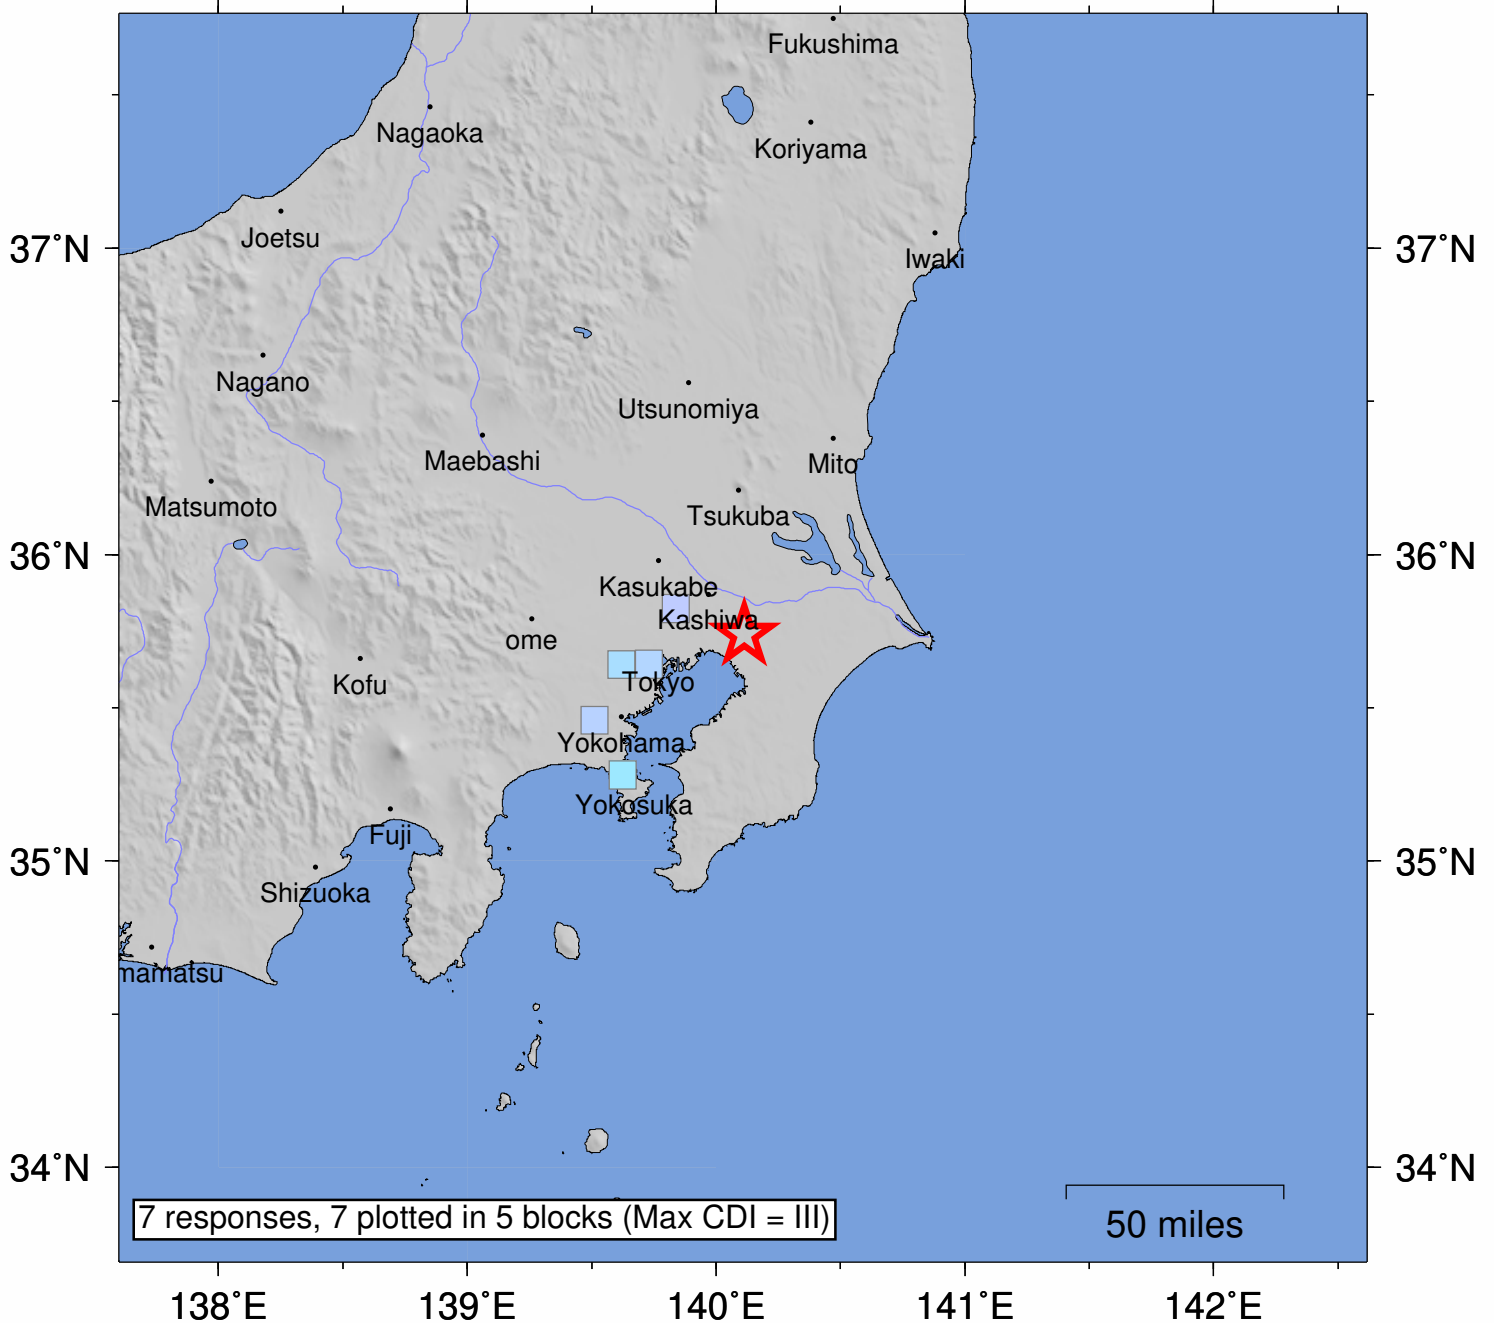 Fukushima
Nagaoka
Koriyama
Joetsu
37°N
37°N
Iwaki
Nagano
Utsunomiya
Maebashi
Mito
Matsumoto
Tsukuba
36°N
36°N
Kasukabe
Kashiwa
ome
Kofu
Tokyo
Yokohama
Yokosuka
Fuji
35°N
35°N
Shizuoka
mamatsu
34°N
34°N
7 responses, 7 plotted in 5 blocks (Max CDI = III)
50 miles
138°E
139°E
140°E
141°E
142°E